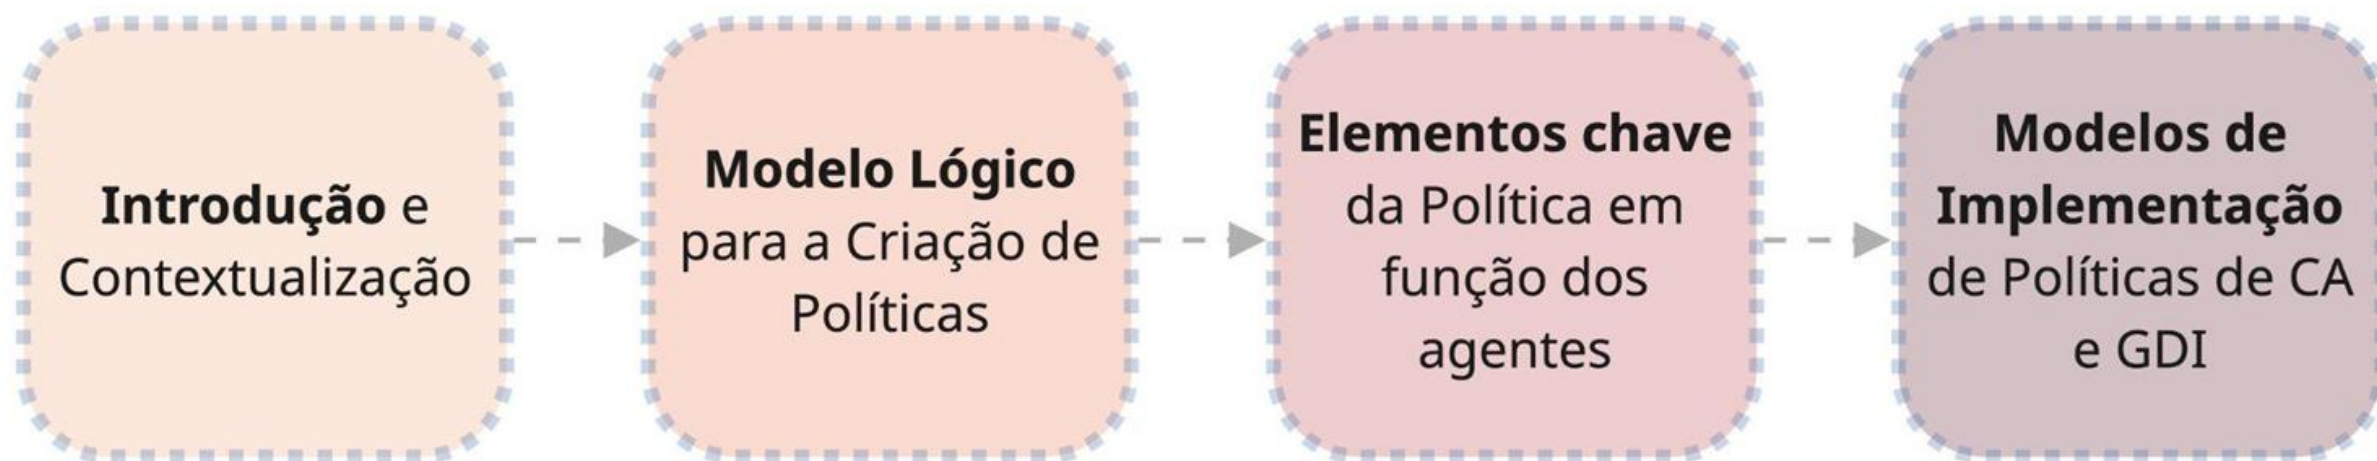 Introdução e
Contextualização
Modelo Lógico
para a Criação de
Políticas
Elementos chave
da Política em
função dos
agentes
Modelos de
Implementação
de Políticas de CA
e GDI